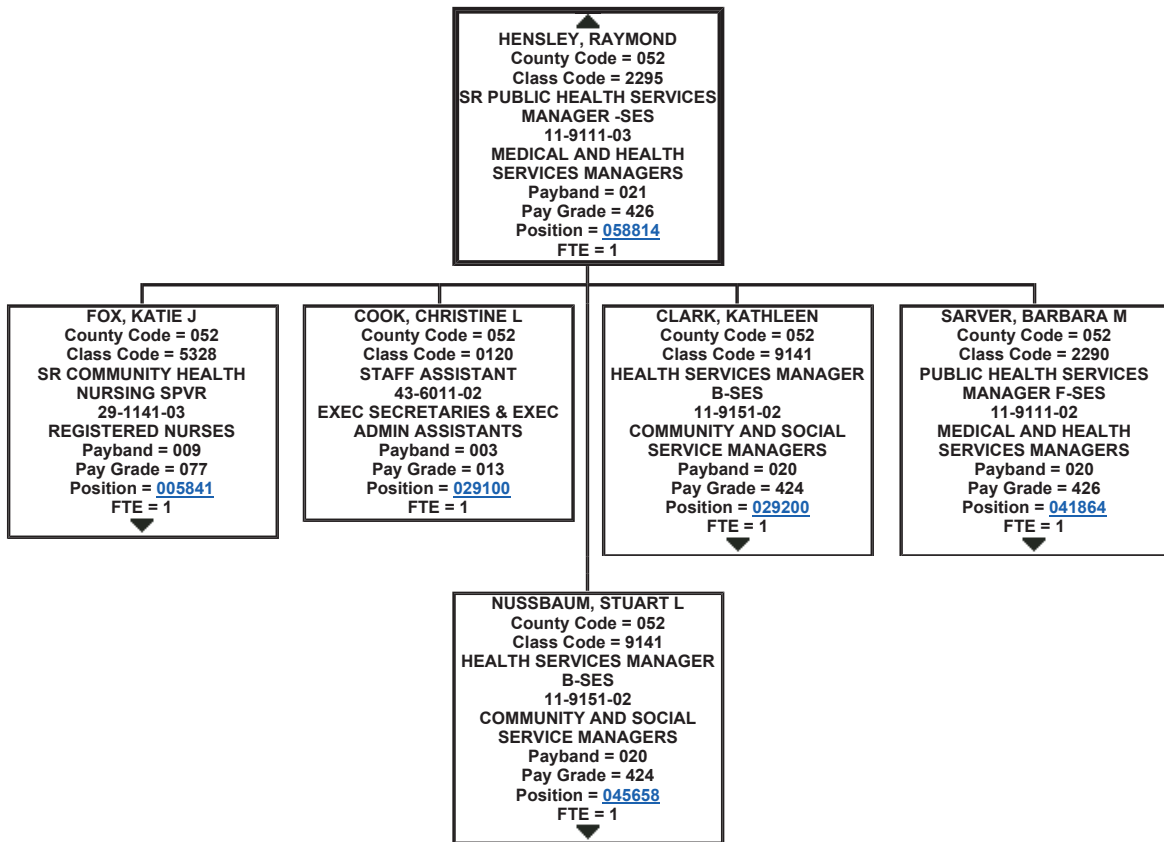 HENSLEY, RAYMOND
County Code = 052
Class Code = 2295
SR PUBLIC HEALTH SERVICES
MANAGER -SES
11-9111-03
MEDICAL AND HEALTH
SERVICES MANAGERS
Payband = 021
Pay Grade = 426
Position = 058814
FTE = 1
FOX, KATIE J
County Code = 052
Class Code = 5328
SR COMMUNITY HEALTH
NURSING SPVR
29-1141-03
REGISTERED NURSES
Payband = 009
Pay Grade = 077
Position = 005841
FTE = 1
COOK, CHRISTINE L
County Code = 052
Class Code = 0120
STAFF ASSISTANT
43-6011-02
EXEC SECRETARIES & EXEC
ADMIN ASSISTANTS
Payband = 003
Pay Grade = 013
Position = 029100
FTE = 1
CLARK, KATHLEEN
County Code = 052
Class Code = 9141
HEALTH SERVICES MANAGER
B-SES
11-9151-02
COMMUNITY AND SOCIAL
SERVICE MANAGERS
Payband = 020
Pay Grade = 424
Position = 029200
FTE = 1
SARVER, BARBARA M
County Code = 052
Class Code = 2290
PUBLIC HEALTH SERVICES
MANAGER F-SES
11-9111-02
MEDICAL AND HEALTH
SERVICES MANAGERS
Payband = 020
Pay Grade = 426
Position = 041864
FTE = 1
NUSSBAUM, STUART L
County Code = 052
Class Code = 9141
HEALTH SERVICES MANAGER
B-SES
11-9151-02
COMMUNITY AND SOCIAL
SERVICE MANAGERS
Payband = 020
Pay Grade = 424
Position = 045658
FTE = 1